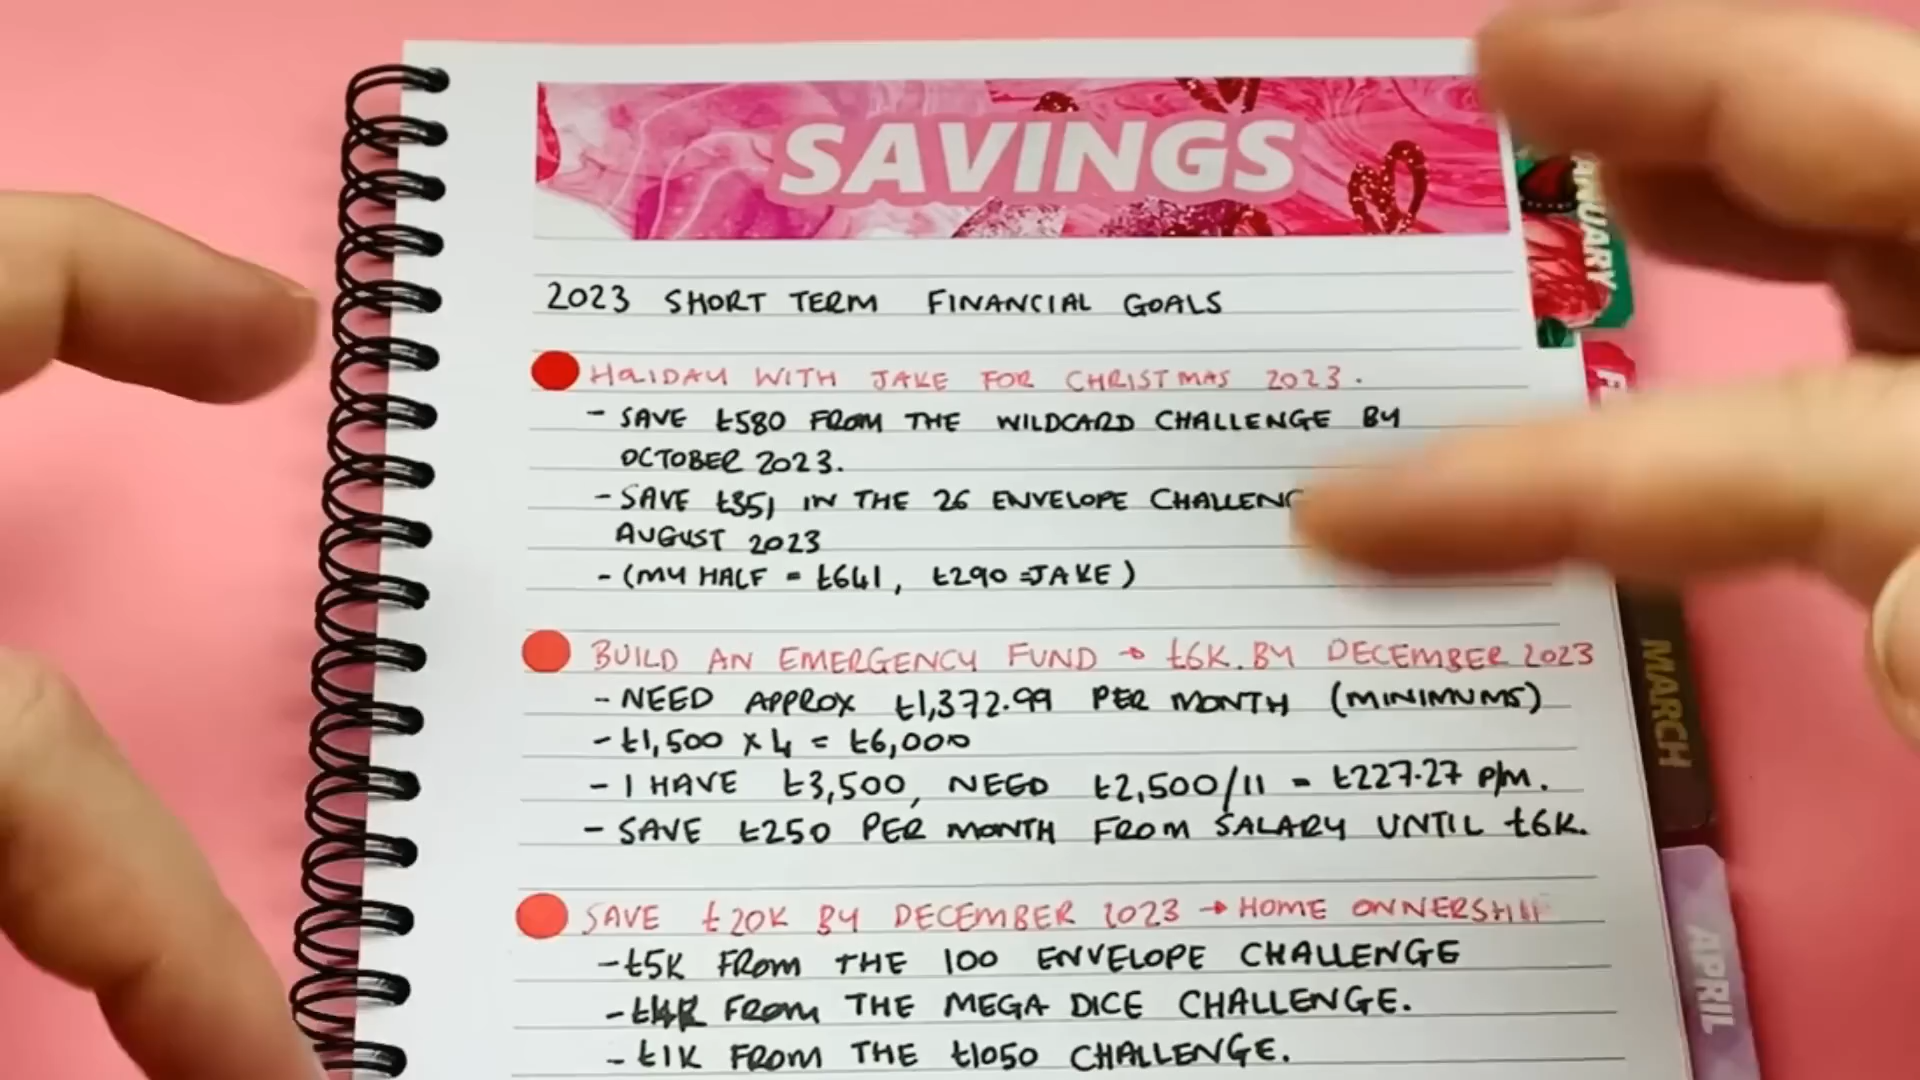 SAVINGS
2023 SHORT TERM FINANCIAL GOALS
HOLIDAY WITH JAKE FOR CHRISTMAS 2023.
- SAVE £580 FROM THE WILDCARD CHALLENGE BY
OCTOBER 2023.
- SAVE £351 IN THE 26 ENVELOPE
AUGUST 2023
- (MY HALF = £641, £290 = JAKE)
BUILD AN EMERGENCY FUND → £6K. BY DECEMBER 2023
- NEED APPROX £1,372.99 PER MONTH (MINIMUMS)
- £1,500 x 4 = £6,000
- I HAVE £3,500, NEED £2,500/11 = £227.27 P/M.
- SAVE £250 PER MONTH FROM SALARY UNTIL £6K.
SAVE £20K BY DECEMBER 2023 → HOME OWNERSHIP
- £5K FROM THE 100 ENVELOPE CHALLENGE
- FROM THE MEGA DICE CHALLENGE.
- £1K FROM THE £1050 CHALLENGE.
MARCH
APRIL